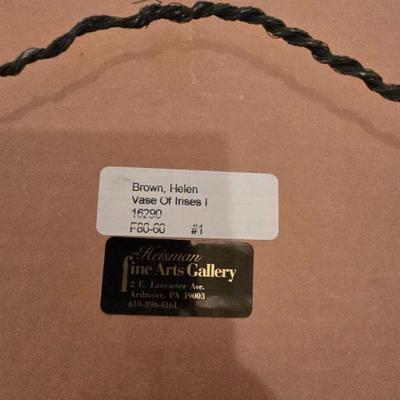 Brown, Helen
Vase Of Irises I
16290
F80-60 #1
The Heisman
fine Arts Gallery
2 E. Lancaster Ave.
Ardmore, PA 19003
610-896-8161